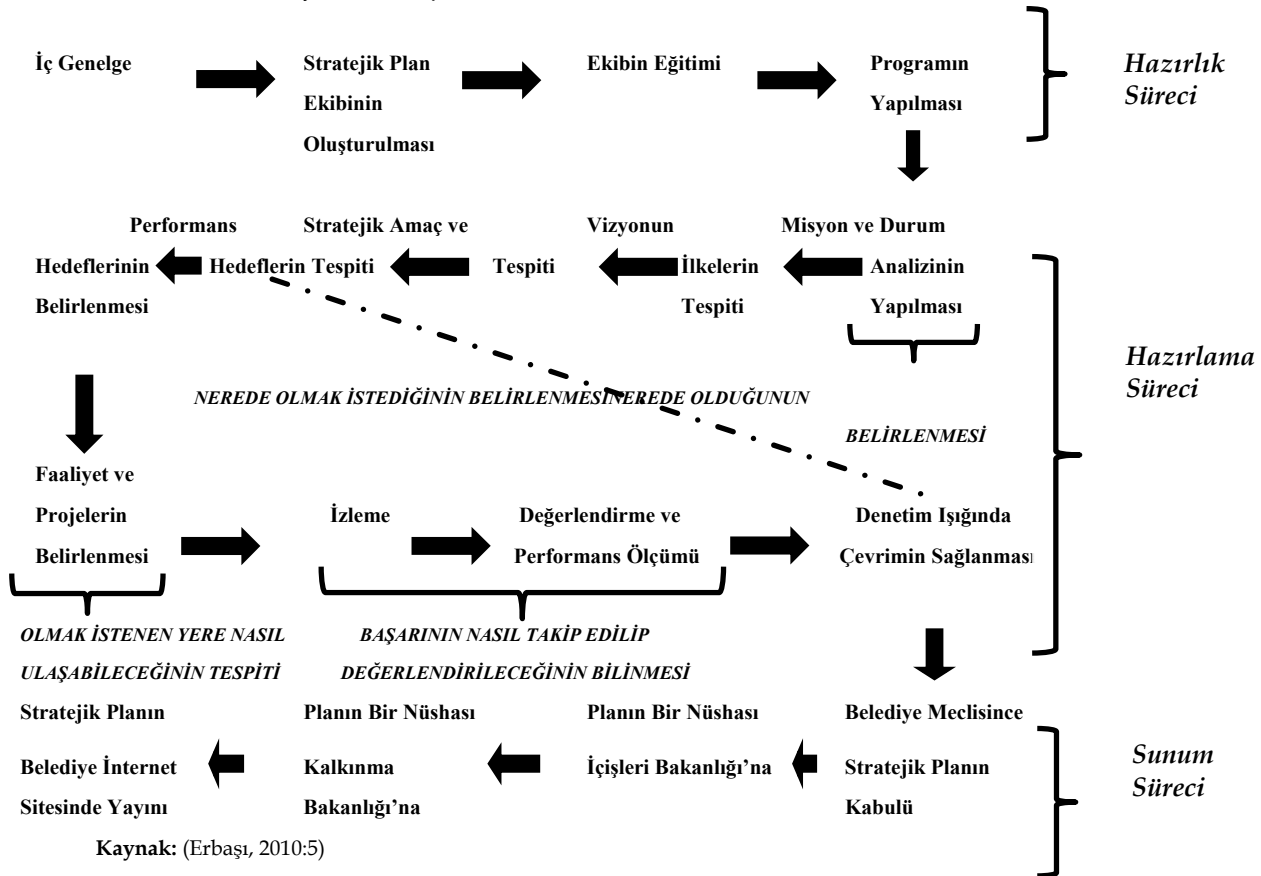 İç Genelge
Stratejik Plan
Ekibinin
Oluşturulması
Ekibin Eğitimi
Programın
Yapılması
Hazırlık
Süreci
Misyon ve Durum
Analizinin
Yapılması
İlkelerin
Tespiti
Vizyonun
Tespiti
Stratejik Amaç ve
Hedeflerin Tespiti
Performans
Hedeflerinin
Belirlenmesi
Hazırlama
Süreci
NEREDE OLMAK İSTEDİĞİNİN BELİRLENMESİ
NEREDE OLDUĞUNUN
BELİRLENMESİ
Faaliyet ve
Projelerin
Belirlenmesi
İzleme
Değerlendirme ve
Performans Ölçümü
Denetim Işığında
Çevrimin Sağlanması
OLMAK İSTENEN YERE NASIL
ULAŞABİLECEĞİNİN TESPİTİ
BAŞARININ NASIL TAKİP EDİLİP
DEĞERLENDİRİLECEĞİNİN BİLİNMESİ
Belediye Meclisince
Stratejik Planın
Kabulü
Planın Bir Nüshası
İçişleri Bakanlığı’na
Planın Bir Nüshası
Kalkınma
Bakanlığı’na
Stratejik Planın
Belediye İnternet
Sitesinde Yayını
Sunum
Süreci
Kaynak: (Erbaşı, 2010:5)